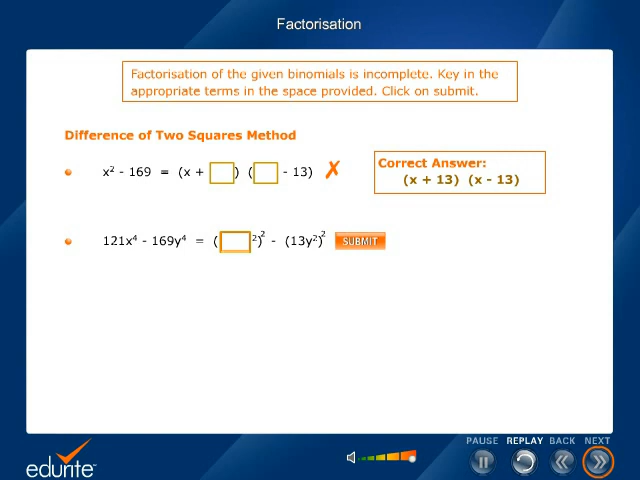 Factorisation
Factorisation of the given binomials is incomplete. Key in the
appropriate terms in the space provided. Click on submit.
Difference of Two Squares Method
x² - 169 = (x + ) ( - 13) ✗
Correct Answer:
(x + 13) (x - 13)
121x⁴ - 169y⁴ = ( ²)² - (13y²)² SUBMIT
PAUSE REPLAY BACK NEXT
edurite™